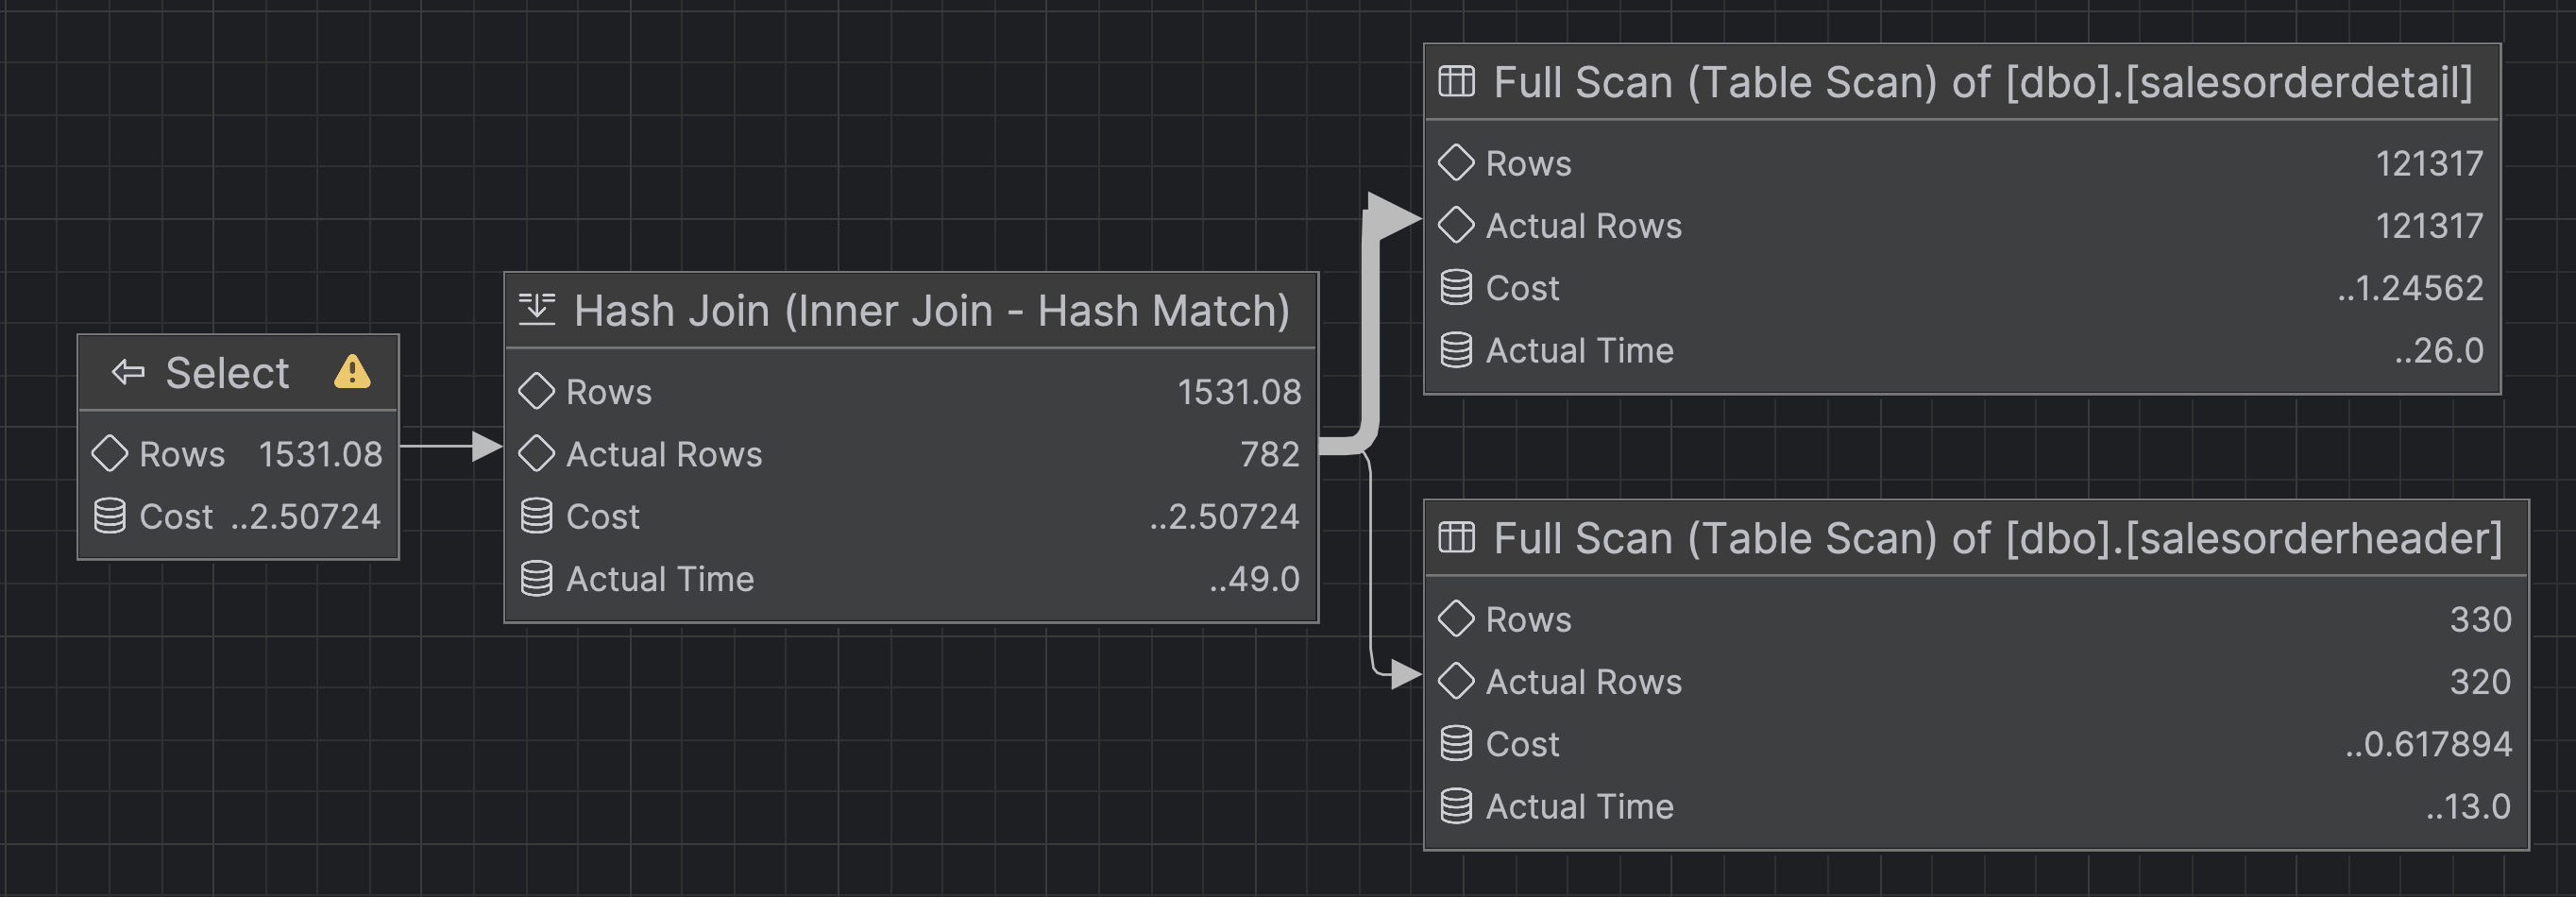 Select
Rows 1531.08
Cost ..2.50724
Hash Join (Inner Join - Hash Match)
Rows 1531.08
Actual Rows 782
Cost ..2.50724
Actual Time ..49.0
Full Scan (Table Scan) of [dbo].[salesorderdetail]
Rows 121317
Actual Rows 121317
Cost ..1.24562
Actual Time ..26.0
Full Scan (Table Scan) of [dbo].[salesorderheader]
Rows 330
Actual Rows 320
Cost ..0.617894
Actual Time ..13.0